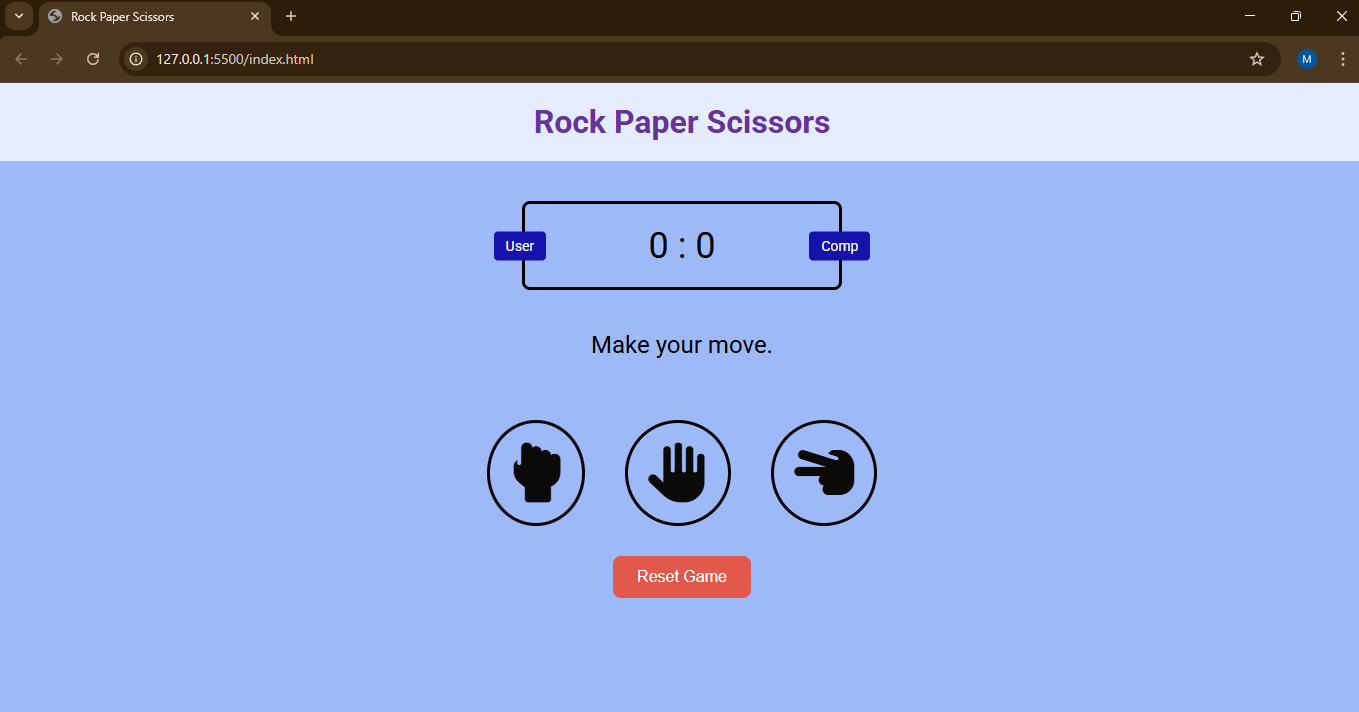 Rock Paper Scissors
127.0.0.1:5500/index.html
M
Rock Paper Scissors
User
0 : 0
Comp
Make your move.
Reset Game